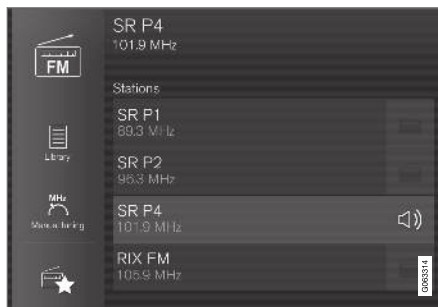 SR P4
101.9 MHz
FM
Stations
SR P1
89.3 MHz
Library
SR P2
96.3 MHz
MHz
Manual tuning
SR P4
101.9 MHz
RIX FM
105.9 MHz
G063314